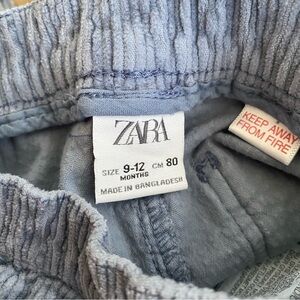 ZARA
SIZE 9-12 CM 80
MONTHS
MADE IN BANGLADESH
KEEP AWAY
FROM FIRE